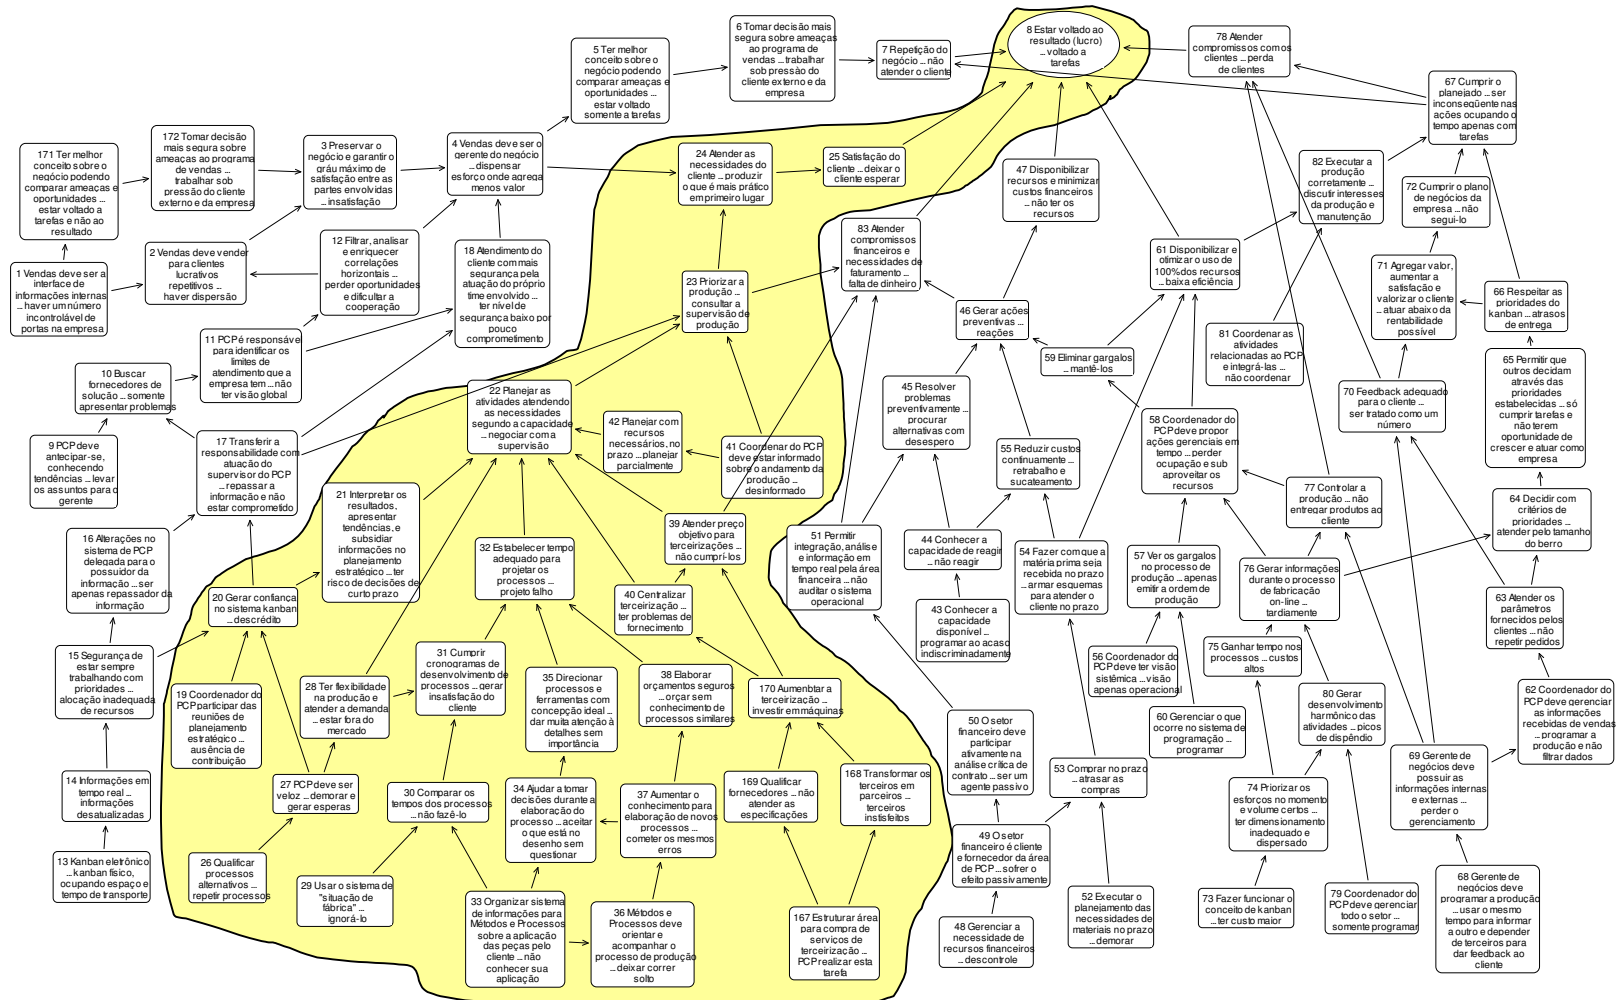 6 Tomar decisão mais
segura sobre ameaças
ao programa de
vendas ... trabalhar
sob pressão do
cliente externo e da
empresa
5 Ter melhor
conceito sobre o
negócio podendo
comparar ameaças e
oportunidades ...
estar voltado
somente a tarefas
7 Repetição do
negócio ... não
atender o cliente
8 Estar voltado ao
resultado (lucro)
... voltado a
tarefas
78 Atender
compromissos com os
clientes ... perda
de clientes
67 Cumprir o
planejado ... ser
inconseqüente nas
ações ocupando o
tempo apenas com
tarefas
171 Ter melhor
conceito sobre o
negócio podendo
comparar ameaças e
oportunidades ...
estar voltado a
tarefas e não ao
resultado
172 Tomar decisão
mais segura sobre
ameaças ao programa
de vendas ...
trabalhar sob
pressão do cliente
externo e da empresa
3 Preservar o
negócio e garantir o
gráu máximo de
satisfação entre as
partes envolvidas
... insatisfação
4 Vendas deve ser o
gerente do negócio
... dispensar
esforço onde agrega
menos valor
24 Atender as
necessidades do
cliente ... produzir
o que é mais prático
em primeiro lugar
25 Satisfação do
cliente ... deixar o
cliente esperar
47 Disponibilizar
recursos e minimizar
custos financeiros
... não ter os
recursos
82 Executar a
produção
corretamente ...
discutir interesses
da produção e
manutenção
72 Cumprir o plano
de negócios da
empresa ... não
segui-lo
1 Vendas deve ser a
interface de
informações internas
... haver um número
incontrolável de
portas na empresa
2 Vendas deve vender
para clientes
lucrativos
repetitivos ...
haver dispersão
12 Filtrar, analisar
e enriquecer
correlações
horizontais ...
perder oportunidades
e dificultar a
cooperação
18 Atendimento do
cliente com mais
segurança pela
atuação do próprio
time envolvido ...
ter nível de
segurança baixo por
pouco
comprometimento
23 Priorizar a
produção ...
consultar a
supervisão de
produção
83 Atender
compromissos
financeiros e
necessidades de
faturamento ...
falta de dinheiro
61 Disponibilizar e
otimizar o uso de
100% dos recursos
... baixa eficiência
71 Agregar valor,
aumentar a
satisfação e
valorizar o cliente
... atuar abaixo da
rentabilidade
possível
66 Respeitar as
prioridades do
kanban ... atrasos
de entrega
46 Gerar ações
preventivas ...
reações
11 PCP é responsáve
para identificar os
limites de
atendimento que a
empresa tem ... não
ter visão global
10 Buscar
fornecedores de
solução ... somente
apresentar problemas
59 Eliminar gargalos
... mantê-los
81 Coordenar as
atividades
relacionadas ao PCP
e integrá-las ...
não coordenar
65 Permitir que
outros decidam
através das
prioridades
estabelecidas ... só
cumprir tarefas e
não terem
oportunidade de
crescer e atuar como
empresa
9 PCP deve
antecipar-se,
conhecendo
tendências ... levar
os assuntos para o
gerente
17 Transferir a
responsabilidade com
atuação do
supervisor do PCP
... repassar a
informação e não
estar comprometido
22 Planejar as
atividades atendendo
as necessidades
segundo a capacidade
... negociar com a
supervisão
42 Planejar com
recursos
necessários, no
prazo ... planejar
parcialmente
41 Coordenar do PCP
deve estar informado
sobre o andamento da
produção ...
desinformado
45 Resolver
problemas
preventivamente ...
procurar
alternativas com
desespero
55 Reduzir custos
continuamente ...
retrabalho e
sucateamento
58 Coordenador do
PCP deve propor
ações gerenciais em
tempo ... perder
ocupação e sub
aproveitar os
recursos
70 Feedback adequado
para o cliente ...
ser tratado como um
número
77 Controlar a
produção ... não
entregar produtos ao
cliente
64 Decidir com
critérios de
prioridades ...
atender pelo tamanho
do berro
21 Interpretar os
resultados,
apresentar
tendências, e
subsidiar
informações no
planejamento
estratégico ... ter
risco de decisões de
curto prazo
16 Alterações no
sistema de PCP
delegada para o
possuidor da
informação ... ser
apenas repassador da
informação
20 Gerar confiança
no sistema kanban
... descrédito
32 Estabelecer tempo
adequado para
projetar os
processos ...
projeto falho
39 Atender preço
objetivo para
terceirizações ...
não cumprí-los
40 Centralizar
terceirização ...
ter problemas de
fornecimento
51 Permitir
integração, análise
e informação em
tempo real pela área
financeira ... não
auditar o sistema
operacional
44 Conhecer a
capacidade de reagir
... não reagir
54 Fazer com que a
matéria prima seja
recebida no prazo
... armar esquemas
para atender o
cliente no prazo
57 Ver os gargalos
no processo de
produção ... apenas
emitir a ordem de
produção
76 Gerar informações
durante o processo
de fabricação
on-line ...
tardiamente
63 Atender os
parâmetros
fornecidos pelos
clientes ... não
repetir pedidos
43 Conhecer a
capacidade
disponível ...
programar ao acaso
indiscriminadamente
15 Segurança de
estar sempre
trabalhando com
prioridades ...
alocação inadequada
de recursos
19 Coordenador do
PCP participar das
reuniões de
planejamento
estratégico ...
ausência de
contribuição
28 Ter flexibilidade
na produção e
atender a demanda
... estar fora do
mercado
31 Cumprir
cronogramas de
desenvolvimento de
processos ... gerar
insatisfação do
cliente
35 Direcionar
processos e
ferramentas com
concepção ideal ...
dar muita atenção à
detalhes sem
importância
38 Elaborar
orçamentos seguros
... orçar sem
conhecimento de
processos similares
170 Aumenbtar a
terceirização ...
investir em máquinas
56 Coordenador do
PCP deve ter visão
sistêmica ... visão
apenas operacional
75 Ganhar tempo nos
processos ... custos
altos
60 Gerenciar o que
ocorre no sistema de
programação ...
programar
80 Gerar
desenvolvimento
harmônico das
atividades ... picos
de dispêndio
62 Coordenador do
PCP deve gerenciar
as informações
recebidas de vendas
... programar a
produção e não
filtrar dados
50 O setor
financeiro deve
participar
ativamente na
análise crítica de
contrato ... ser um
agente passivo
53 Comprar no prazo
... atrasar as
compras
69 Gerente de
negócios deve
possuir as
informações internas
e externas ...
perder o
gerenciamento
14 Informações em
tempo real ...
informações
desatualizadas
27 PCP deve ser
veloz ... demorar e
gerar esperas
30 Comparar os
tempos dos processos
... não fazê-lo
34 Ajudar a tomar
decisões durante a
elaboração do
processo ... aceitar
o que está no
desenho sem
questionar
37 Aumentar o
conhecimento para
elaboração de novos
processos ...
cometer os mesmos
erros
169 Qualificar
fornecedores ... não
atender as
especificações
168 Transformar os
terceiros em
parceiros ...
terceiros
instisfeitos
74 Priorizar os
esforços no momento
e volume certos ...
ter dimensionamento
inadequado e
dispersado
49 O setor
financeiro é cliente
e fornecedor da área
de PCP ... sofrer o
efeito passivamente
13 Kanban eletrônico
... kanban físico,
ocupando espaço e
tempo de transporte
26 Qualificar
processos
alternativos ...
repetir processos
29 Usar o sistema de
"situação de
fábrica" ...
ignorá-lo
33 Organizar sistema
de informações para
Métodos e Processos
sobre a aplicação
das peças pelo
cliente ... não
conhecer sua
aplicação
36 Métodos e
Processos deve
orientar e
acompanhar o
processo de produção
... deixar correr
solto
167 Estruturar área
para compra de
serviços de
terceirização ...
PCP realizar esta
tarefa
48 Gerenciar a
necessidade de
recursos financeiros
... descontrole
52 Executar o
planejamento das
necessidades de
materiais no prazo
... demorar
73 Fazer funcionar o
conceito de kanban
... ter custo maior
79 Coordenador do
PCP deve gerenciar
todo o setor ...
somente programar
68 Gerente de
negócios deve
programar a produção
... usar o mesmo
tempo para informar
a outro e depender
de terceiros para
dar feedback ao
cliente